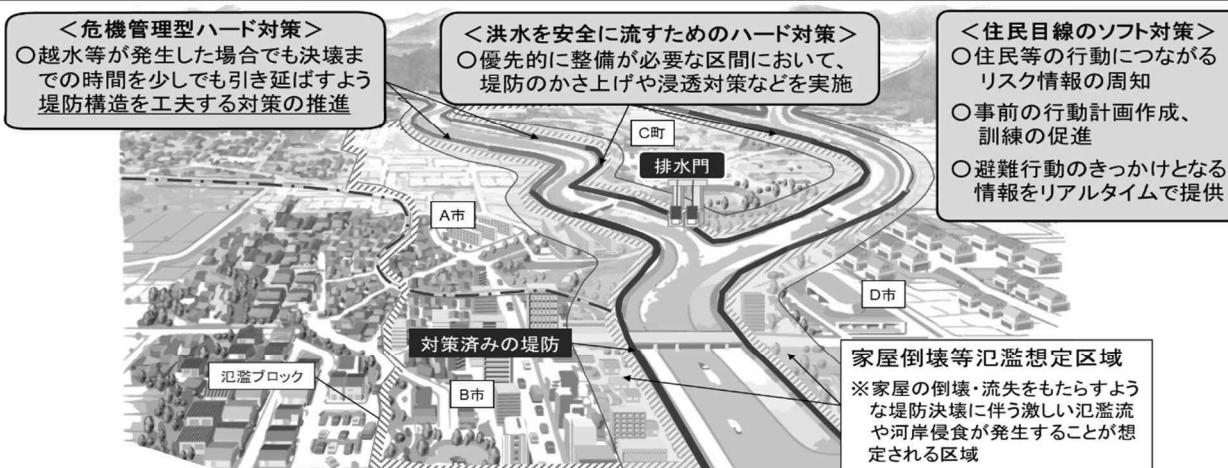 ＜危機管理型ハード対策＞
○越水等が発生した場合でも決壊ま
での時間を少しでも引き延ばすよう
堤防構造を工夫する対策の推進
＜洪水を安全に流すためのハード対策＞
○優先的に整備が必要な区間において、
堤防のかさ上げや浸透対策などを実施
＜住民目線のソフト対策＞
○住民等の行動につながる
リスク情報の周知
○事前の行動計画作成、
訓練の促進
○避難行動のきっかけとなる
情報をリアルタイムで提供
C町
排水門
A市
D市
対策済みの堤防
氾濫ブロック
B市
家屋倒壊等氾濫想定区域
※家屋の倒壊・流失をもたらすよう
な堤防決壊に伴う激しい氾濫流
や河岸侵食が発生することが想
定される区域